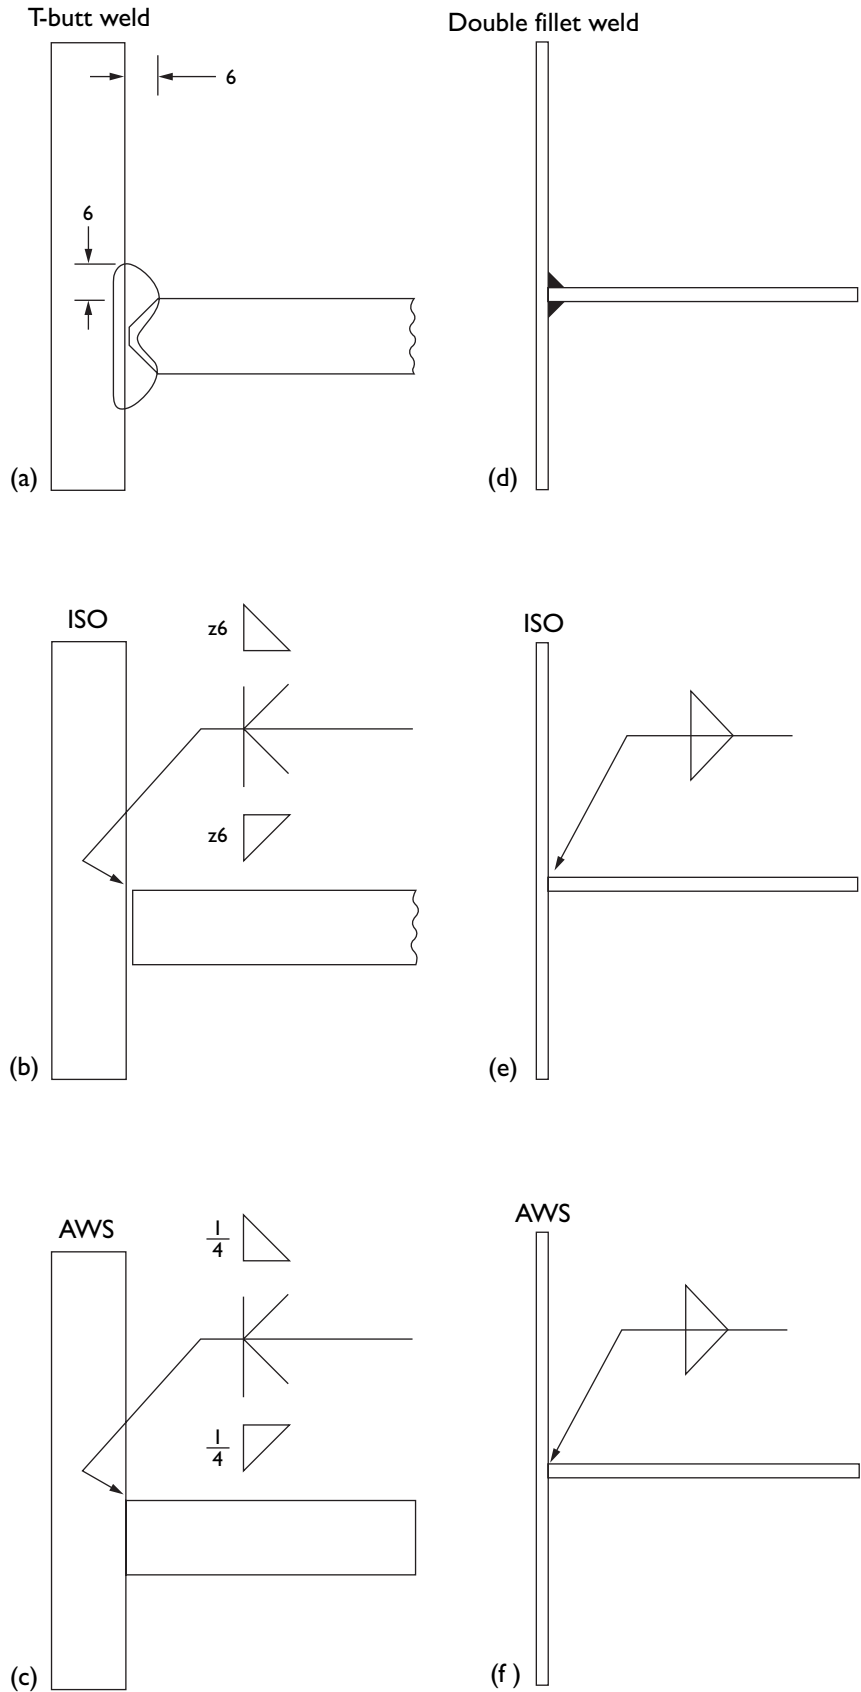 T-butt weld
6
6
(a)
Double fillet weld
(d)
ISO
z6
z6
(b)
ISO
(e)
AWS
1/4
1/4
(c)
AWS
(f )